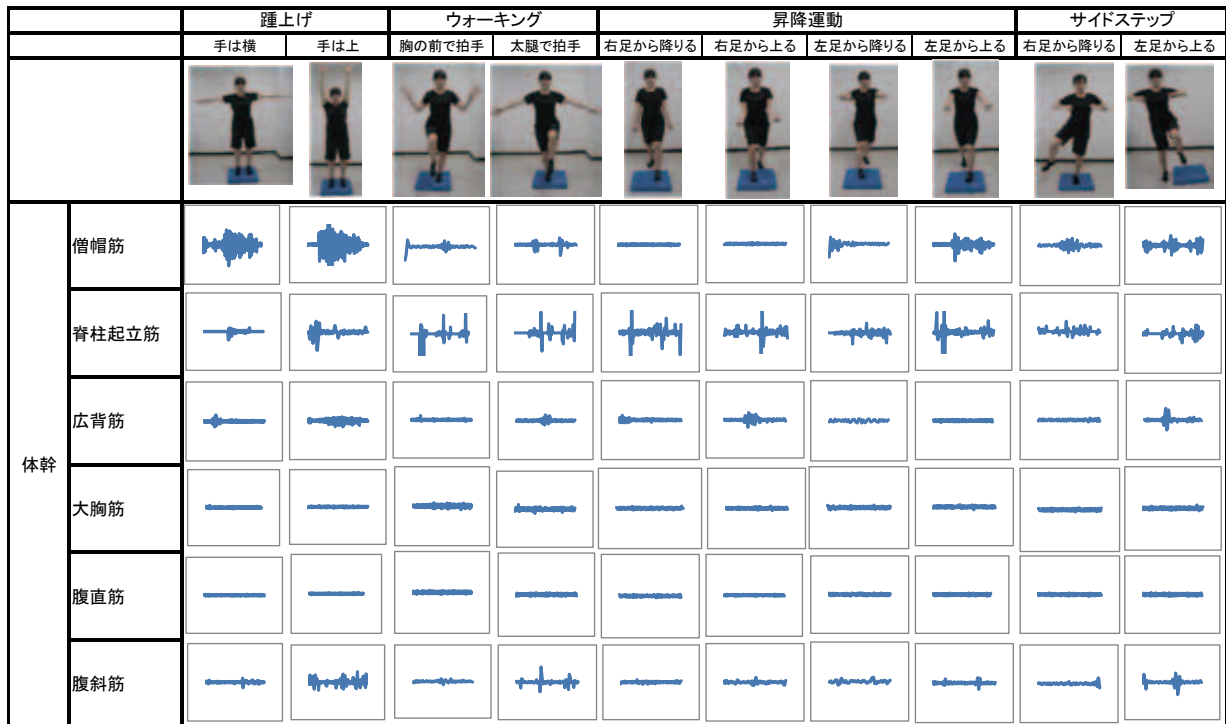 踵上げ ウォーキング 昇降運動 サイドステップ
手は横 手は上 胸の前で拍手 太腿で拍手 右足から降りる 右足から上る 左足から降りる 左足から上る 右足から降りる 左足から上る
僧帽筋
脊柱起立筋
広背筋
体幹
大胸筋
腹直筋
腹斜筋